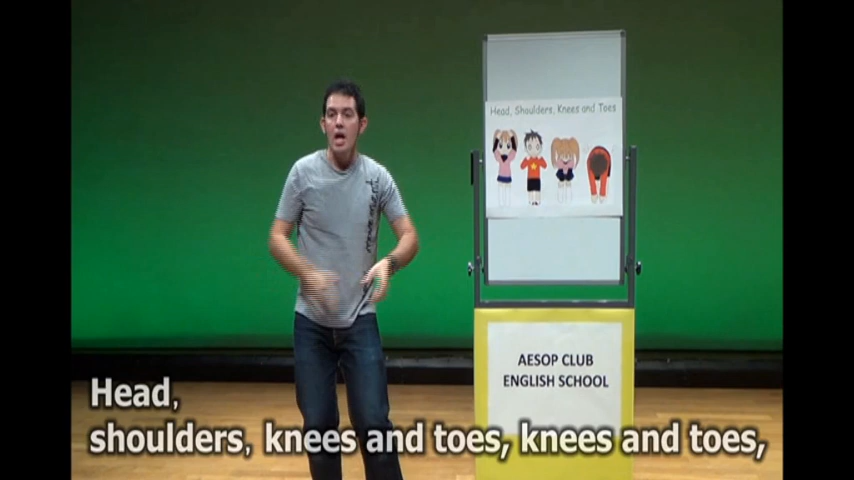 Head, Shoulders, Knees and Toes
AESOP CLUB
ENGLISH SCHOOL
Head,
shoulders, knees and toes, knees and toes,